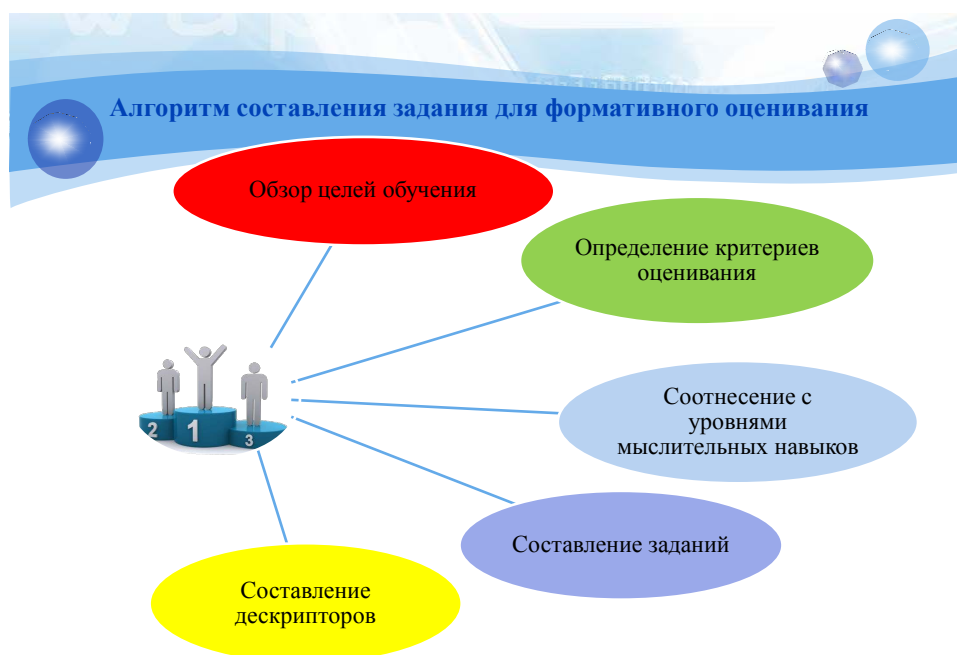 Алгоритм составления задания для формативного оценивания
Обзор целей обучения
Определение критериев
оценивания
Соотнесение с
уровнями
мыслительных навыков
Составление заданий
Составление
дескрипторов
2
1
3